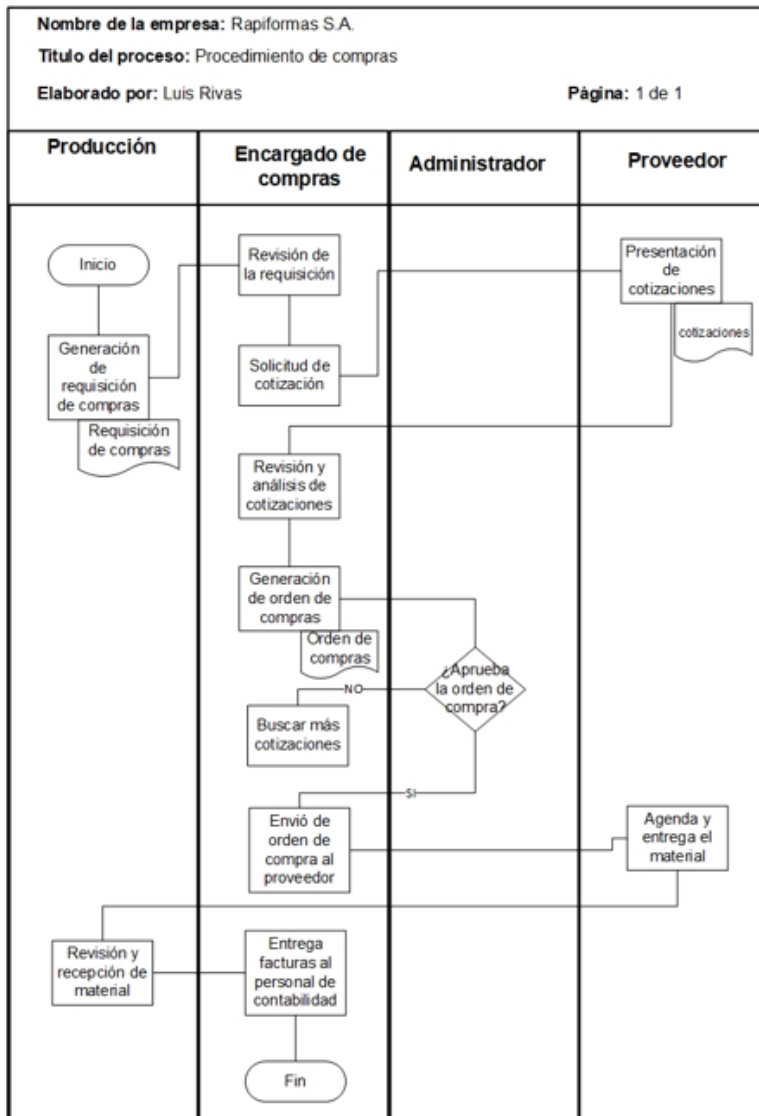 Nombre de la empresa: Rapiformas S.A.
Titulo del proceso: Procedimiento de compras
Elaborado por: Luis Rivas
Página: 1 de 1
Producción
Encargado de
compras
Administrador
Proveedor
Inicio
Revisión de
la requisición
Presentación
de
cotizaciones
cotizaciones
Generación
de
requisición
de compras
Requisición
de compras
Solicitud de
cotización
Revisión y
análisis de
cotizaciones
Generación
de orden de
compras
Orden de
compras
¿Aprueba
la orden de
compra?
NO
Buscar más
cotizaciones
SI
Envió de
orden de
compra al
proveedor
Agenda y
entrega el
material
Revisión y
recepción de
material
Entrega
facturas al
personal de
contabilidad
Fin